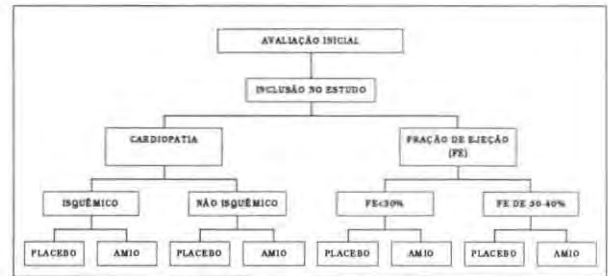 AVALIAÇÃO INICIAL
INCLUSÃO NO ESTUDO
CARDIOPATIA
FRAÇÃO DE EJEÇÃO
(FE)
ISQUÊMICO
NÃO ISQUÊMICO
FE<30%
FE DE 30-40%
PLACEBO
AMIO
PLACEBO
AMIO
PLACEBO
AMIO
PLACEBO
AMIO